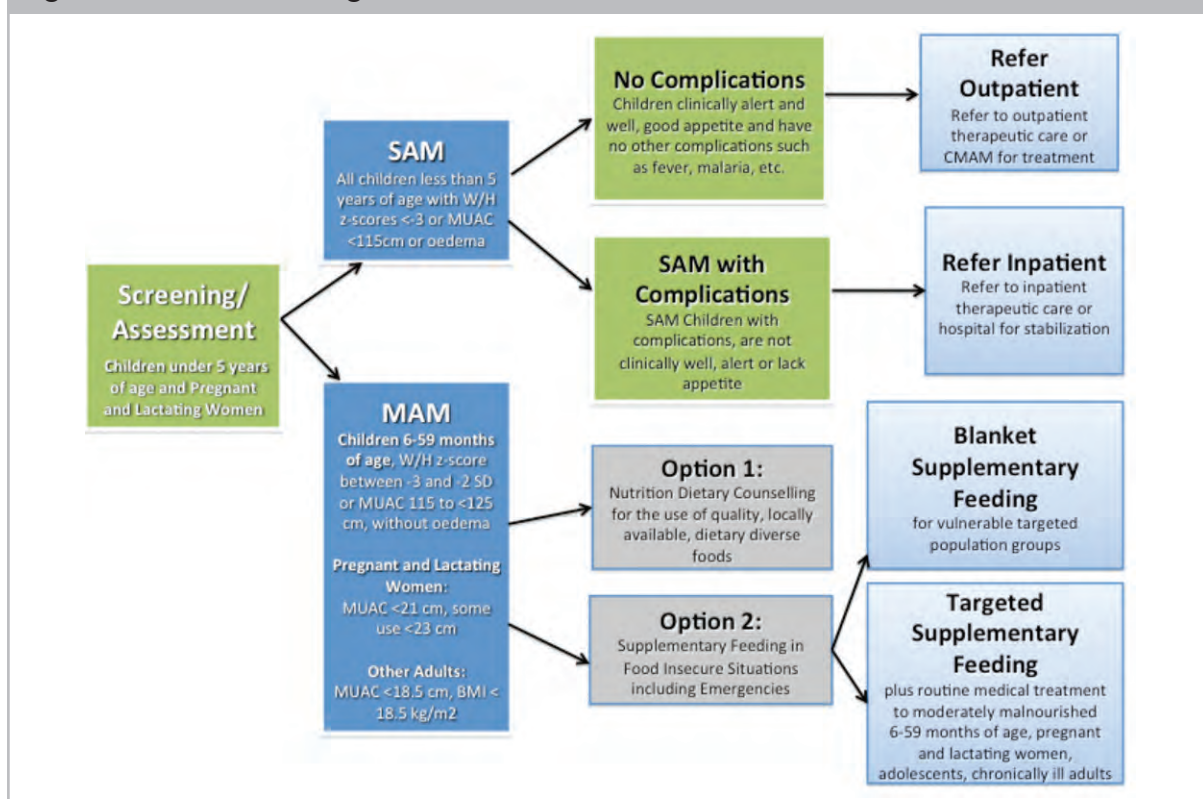 Screening/
Assessment
Children under 5 years
of age and Pregnant
and Lactating Women
SAM
All children less than 5
years of age with W/H
z-scores <-3 or MUAC
<115cm or oedema
MAM
Children 6-59 months
of age, W/H z-score
between -3 and -2 SD
or MUAC 115 to <125
cm, without oedema
Pregnant and Lactating
Women:
MUAC <21 cm, some
use <23 cm
Other Adults:
MUAC <18.5 cm, BMI <
18.5 kg/m2
No Complications
Children clinically alert and
well, good appetite and have
no other complications such
as fever, malaria, etc.
SAM with
Complications
SAM Children with
complications, are not
clinically well, alert or lack
appetite
Option 1:
Nutrition Dietary Counselling
for the use of quality, locally
available, dietary diverse
foods
Option 2:
Supplementary Feeding in
Food Insecure Situations
including Emergencies
Refer
Outpatient
Refer to outpatient
therapeutic care or
CMAM for treatment
Refer Inpatient
Refer to inpatient
therapeutic care or
hospital for stabilization
Blanket
Supplementary
Feeding
for vulnerable targeted
population groups
Targeted
Supplementary
Feeding
plus routine medical treatment
to moderately malnourished
6-59 months of age, pregnant
and lactating women,
adolescents, chronically ill adults